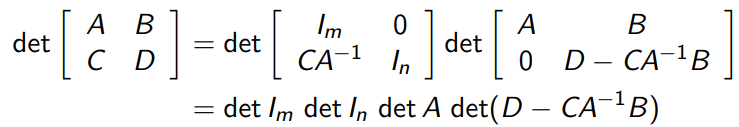 det [ A B ; C D ] = det [ I_m 0 ; CA^{-1} I_n ] det [ A B ; 0 D − CA^{-1}B ]
= det I_m det I_n det A det(D − CA^{-1}B)